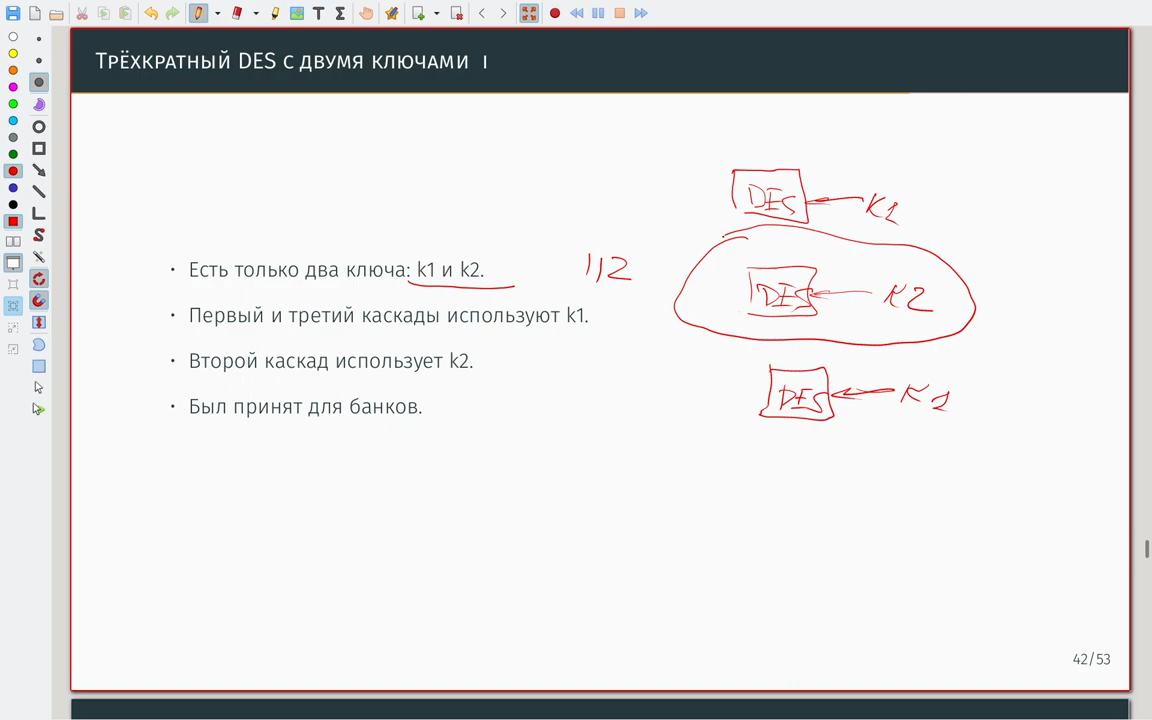 Трёхкратный DES с двумя ключами I
DES
K1
• Есть только два ключа: k1 и k2.
112
DES
K2
• Первый и третий каскады используют k1.
• Второй каскад использует k2.
DES
K1
• Был принят для банков.
42/53